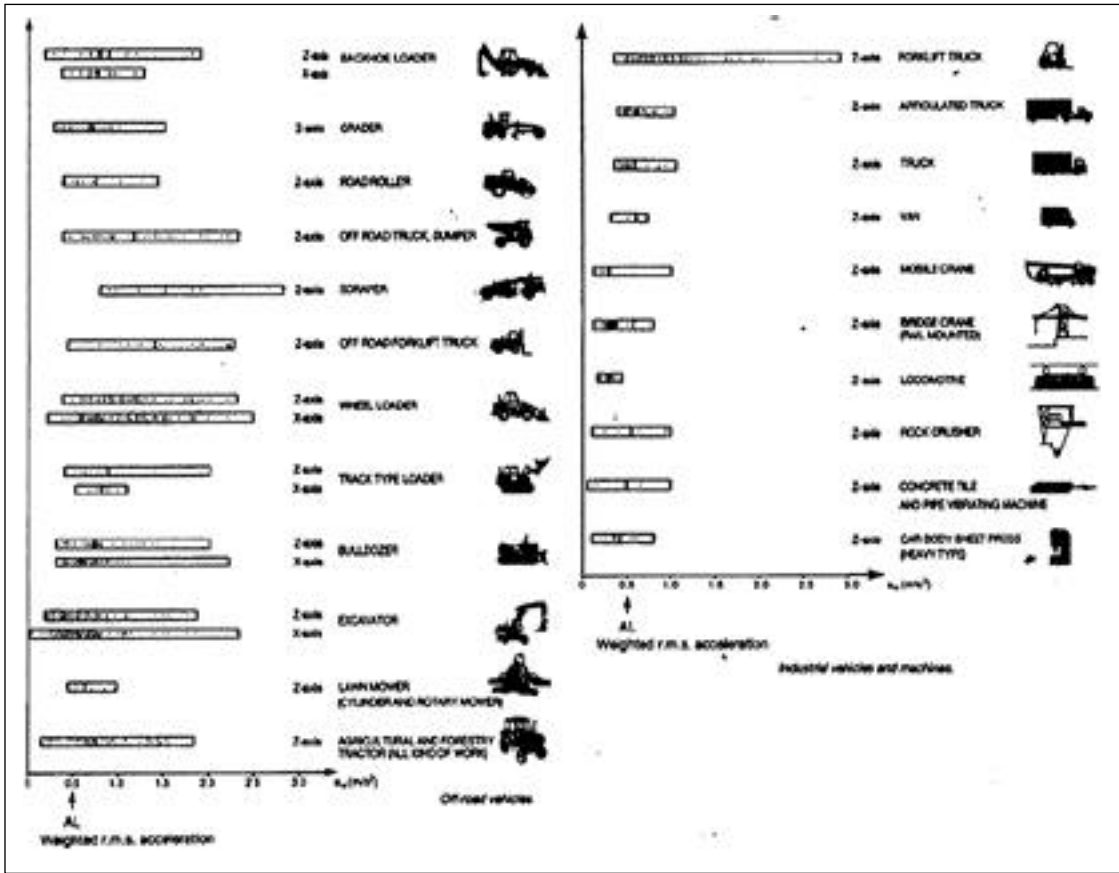 Z-axis BACKHOE LOADER
X-axis
Z-axis GRADER
Z-axis ROAD ROLLER
Z-axis OFF ROAD TRUCK, DUMPER
Z-axis SCRAPER
Z-axis OFF ROAD FORKLIFT TRUCK
Z-axis WHEEL LOADER
X-axis
Z-axis TRACK TYPE LOADER
X-axis
Z-axis BULLDOZER
X-axis
Z-axis EXCAVATOR
X-axis
Z-axis LAWN MOWER
(CYLINDER AND ROTARY MOWER)
Z-axis AGRICULTURAL AND FORESTRY
TRACTOR (ALL KIND OF WORK)
0.5 1.0 1.5 2.0 2.5 3.0 a_w (m/s²)
Off-road vehicles
AL
Weighted r.m.s. acceleration
Z-axis FORKLIFT TRUCK
Z-axis ARTICULATED TRUCK
Z-axis TRUCK
Z-axis VAN
Z-axis MOBILE CRANE
Z-axis BRIDGE CRANE
(RAIL MOUNTED)
Z-axis LOCOMOTIVE
Z-axis ROCK CRUSHER
Z-axis CONCRETE TILE
AND PIPE VIBRATING MACHINE
Z-axis CAR BODY SHEET PRESS
(HEAVY TYPE)
0 0.5 1.0 1.5 2.0 2.5 3.0 a_w (m/s²)
AL
Weighted r.m.s. acceleration
Industrial vehicles and machines.